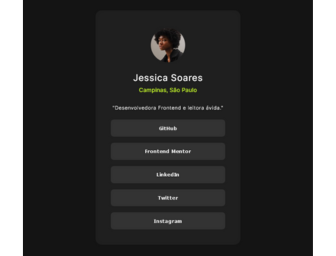 Jessica Soares
Campinas, São Paulo
"Desenvolvedora Frontend e leitora ávida."
GitHub
Frontend Mentor
LinkedIn
Twitter
Instagram